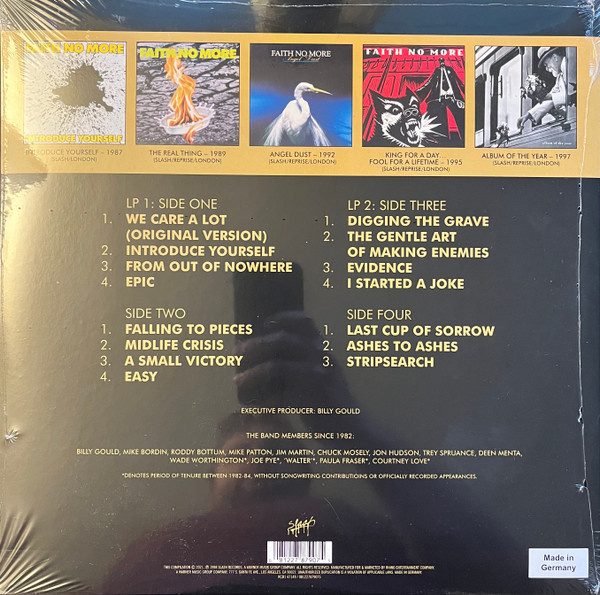 FAITH NO MORE
INTRODUCE YOURSELF
FAITH NO MORE
FAITH NO MORE
Angel Dust
FAITH NO MORE
INTRODUCE YOURSELF – 1987
(SLASH/LONDON)
THE REAL THING – 1989
(SLASH/REPRISE/LONDON)
ANGEL DUST – 1992
(SLASH/REPRISE/LONDON)
KING FOR A DAY...
FOOL FOR A LIFETIME – 1995
(SLASH/REPRISE/LONDON)
ALBUM OF THE YEAR – 1997
(SLASH/REPRISE/LONDON)
LP 1: SIDE ONE
1. WE CARE A LOT
(ORIGINAL VERSION)
2. INTRODUCE YOURSELF
3. FROM OUT OF NOWHERE
4. EPIC
SIDE TWO
1. FALLING TO PIECES
2. MIDLIFE CRISIS
3. A SMALL VICTORY
4. EASY
LP 2: SIDE THREE
1. DIGGING THE GRAVE
2. THE GENTLE ART
OF MAKING ENEMIES
3. EVIDENCE
4. I STARTED A JOKE
SIDE FOUR
1. LAST CUP OF SORROW
2. ASHES TO ASHES
3. STRIPSEARCH
EXECUTIVE PRODUCER: BILLY GOULD
THE BAND MEMBERS SINCE 1982:
BILLY GOULD, MIKE BORDIN, RODDY BOTTUM, MIKE PATTON, JIM MARTIN, CHUCK MOSELY, JON HUDSON, TREY SPRUANCE, DEEN MENTA,
WADE WORTHINGTON*, JOE PYE*, 'WALTER'*, PAULA FRASER*, COURTNEY LOVE*
*DENOTES PERIOD OF TENURE BETWEEN 1982-84, WITHOUT SONGWRITING CONTRIBUTIONS OR OFFICIALLY RECORDED APPEARANCES.
Slash
81227 87907
Made in
Germany